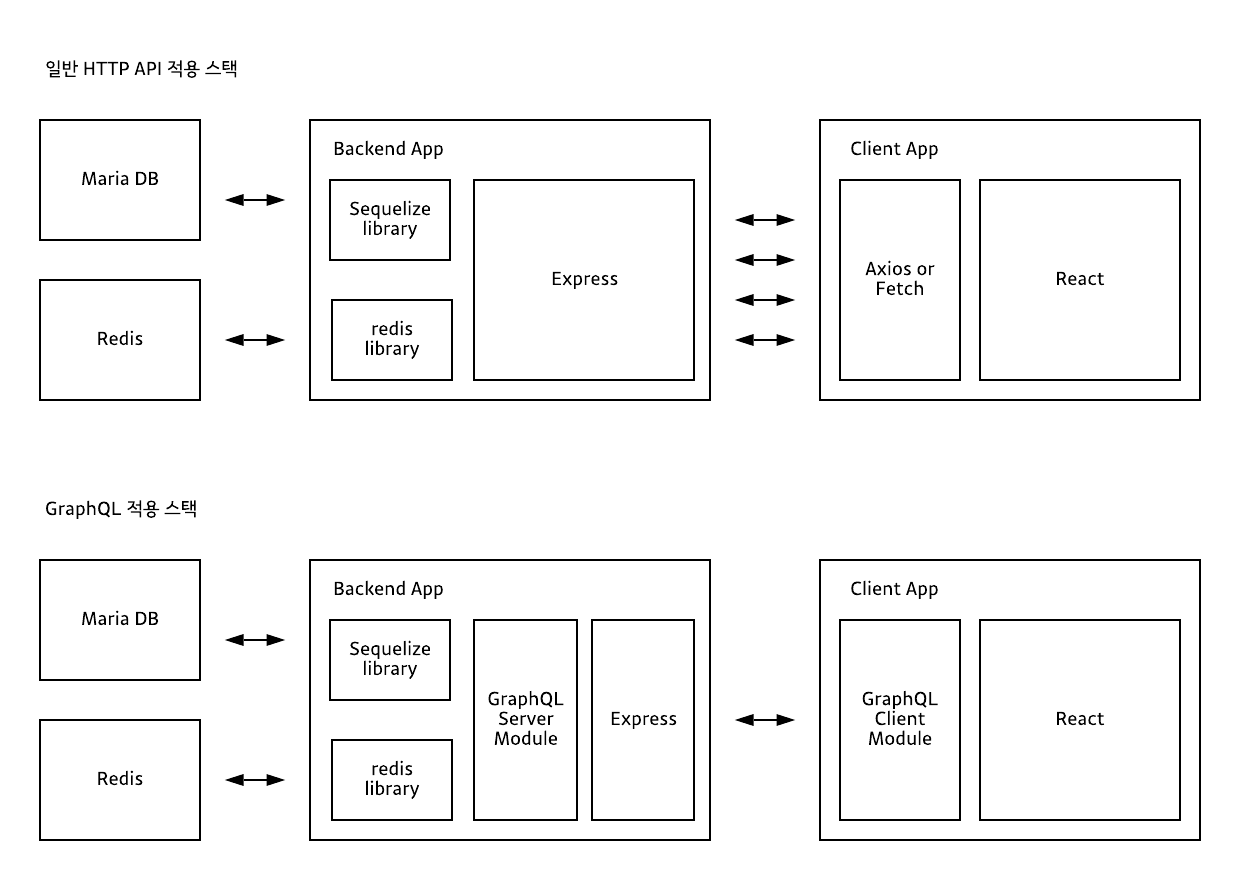 일반 HTTP API 적용 스택
Maria DB
Redis
Backend App
Sequelize
library
redis
library
Express
Client App
Axios or
Fetch
React
GraphQL 적용 스택
Maria DB
Redis
Backend App
Sequelize
library
redis
library
GraphQL
Server
Module
Express
Client App
GraphQL
Client
Module
React